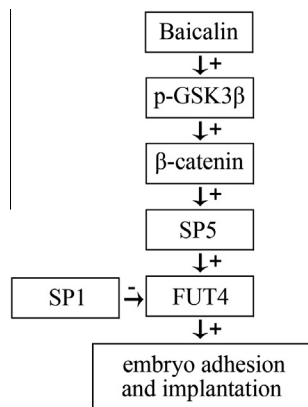 Baicalin
+
p-GSK3β
+
β-catenin
+
SP5
+
SP1 - FUT4
+
embryo adhesion
and implantation